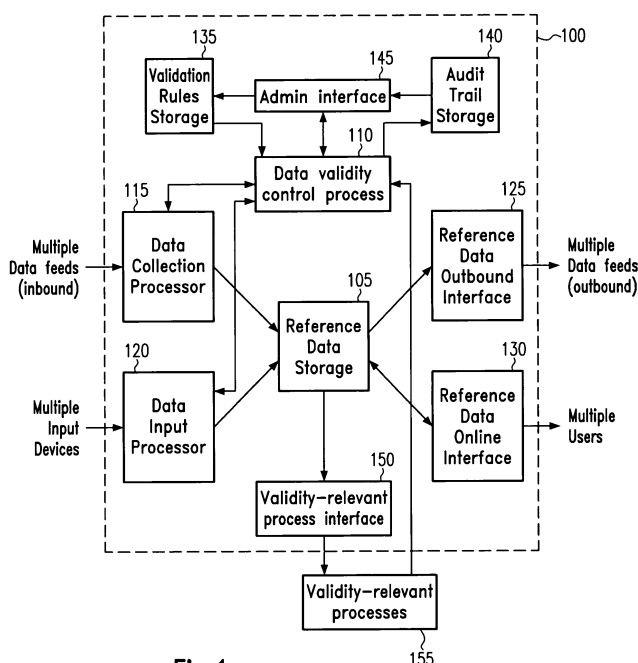 135
140
100
145
Validation
Rules
Storage
Admin interface
Audit
Trail
Storage
110
Data validity
control process
115
125
Multiple
Data feeds
(inbound)
Data
Collection
Processor
Reference
Data
Outbound
Interface
Multiple
Data feeds
(outbound)
105
Reference
Data
Storage
120
130
Multiple
Input
Devices
Data
Input
Processor
Reference
Data
Online
Interface
Multiple
Users
150
Validity-relevant
process interface
Validity-relevant
processes
155